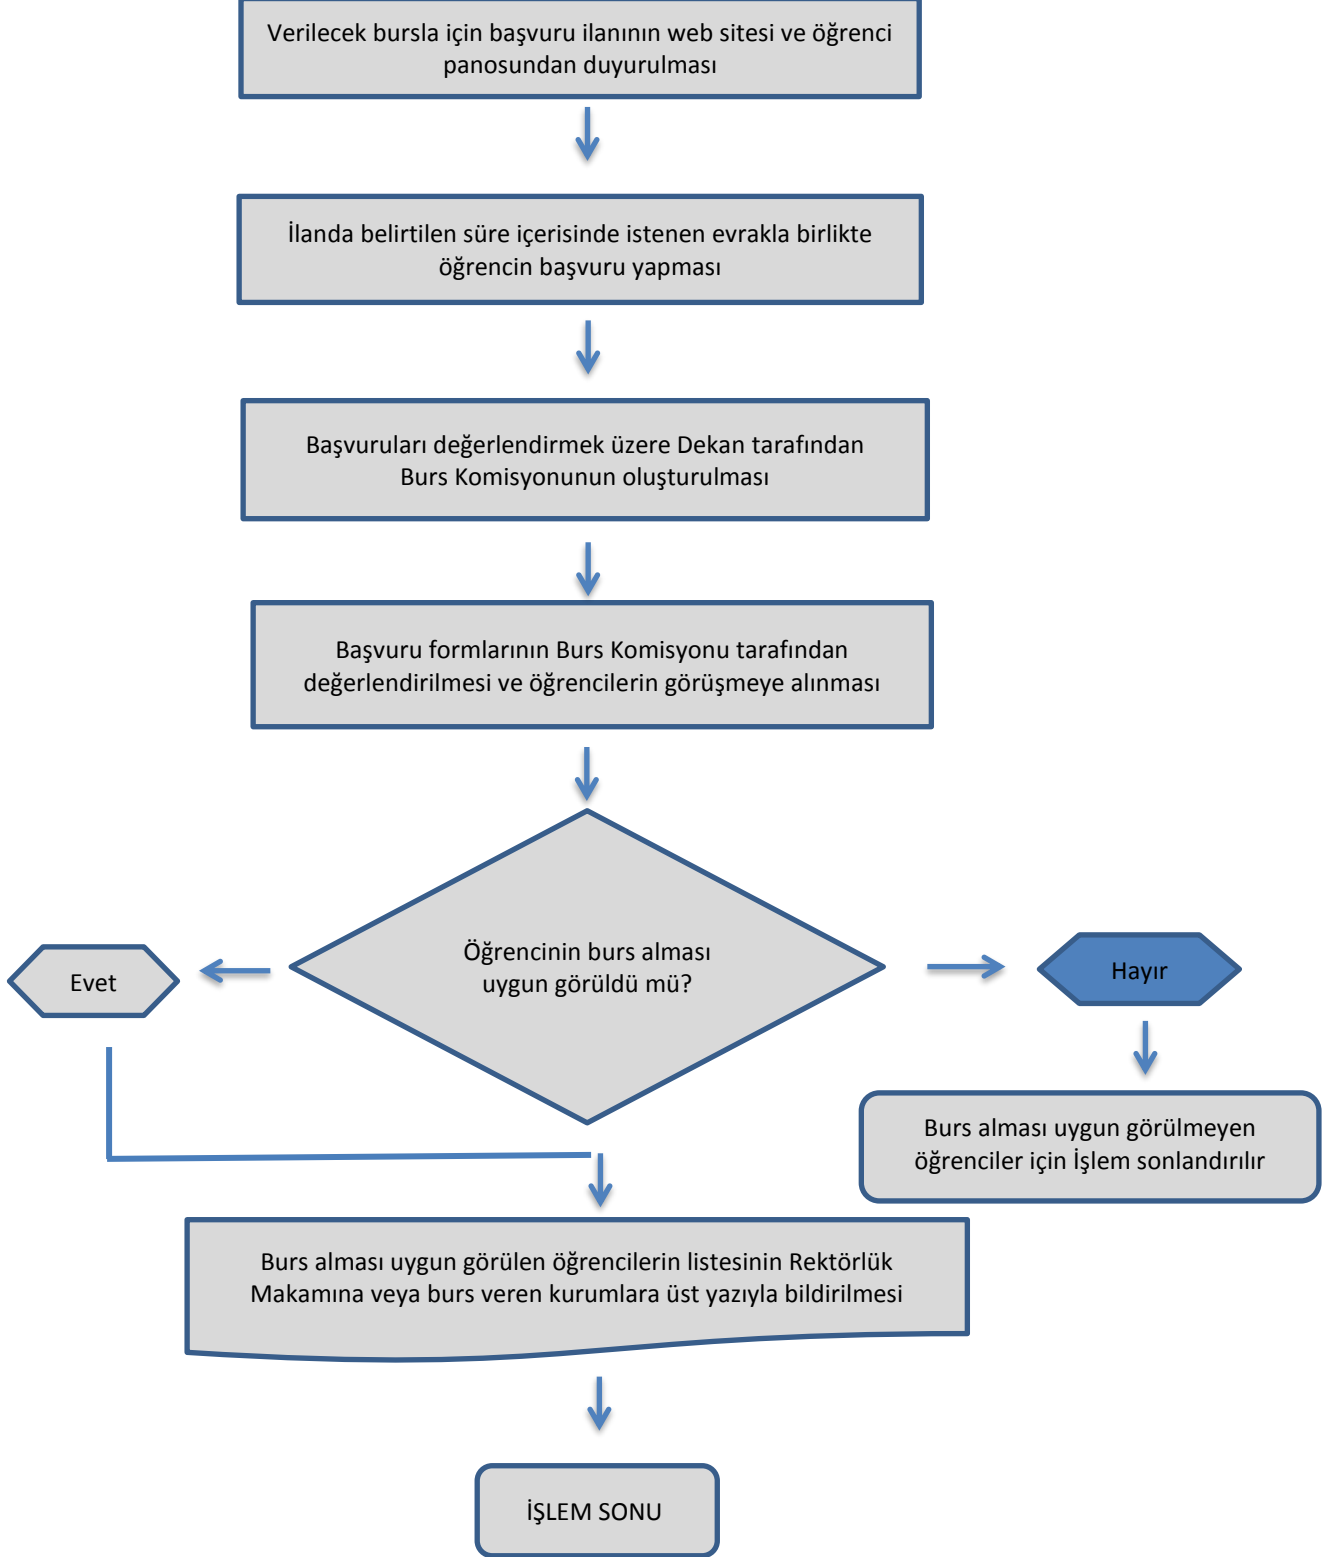 Verilecek bursla için başvuru ilanının web sitesi ve öğrenci
panosundan duyurulması
İlanda belirtilen süre içerisinde istenen evrakla birlikte
öğrencin başvuru yapması
Başvuruları değerlendirmek üzere Dekan tarafından
Burs Komisyonunun oluşturulması
Başvuru formlarının Burs Komisyonu tarafından
değerlendirilmesi ve öğrencilerin görüşmeye alınması
Öğrencinin burs alması
uygun görüldü mü?
Evet
Hayır
Burs alması uygun görülmeyen
öğrenciler için İşlem sonlandırılır
Burs alması uygun görülen öğrencilerin listesinin Rektörlük
Makamına veya burs veren kurumlara üst yazıyla bildirilmesi
İŞLEM SONU